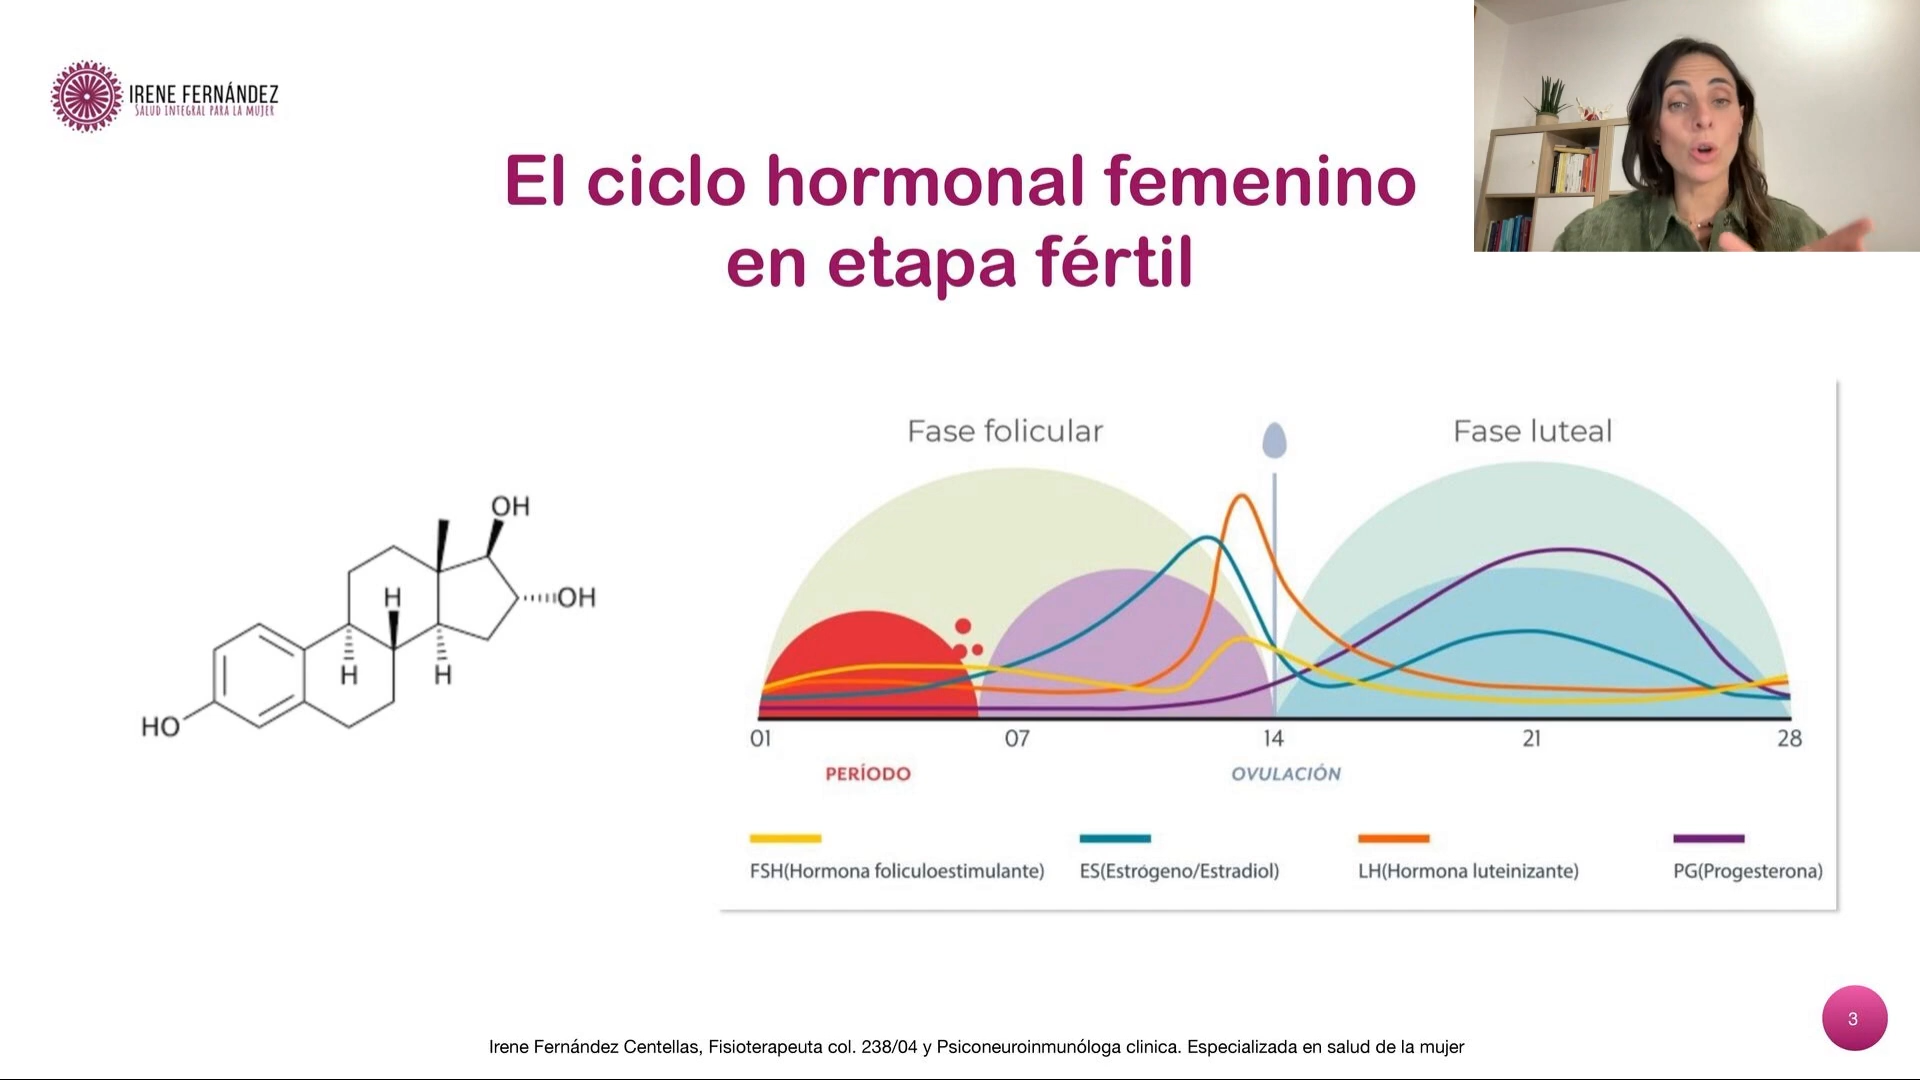 IRENE FERNÁNDEZ
SALUD INTEGRAL PARA LA MUJER
El ciclo hormonal femenino
en etapa fértil
OH
OH
H
H
H
HO
Fase folicular
Fase luteal
01
07
14
21
28
PERÍODO
OVULACIÓN
FSH(Hormona foliculoestimulante)
ES(Estrógeno/Estradiol)
LH(Hormona luteinizante)
PG(Progesterona)
3
Irene Fernández Centellas, Fisioterapeuta col. 238/04 y Psiconeuroinmunóloga clinica. Especializada en salud de la mujer